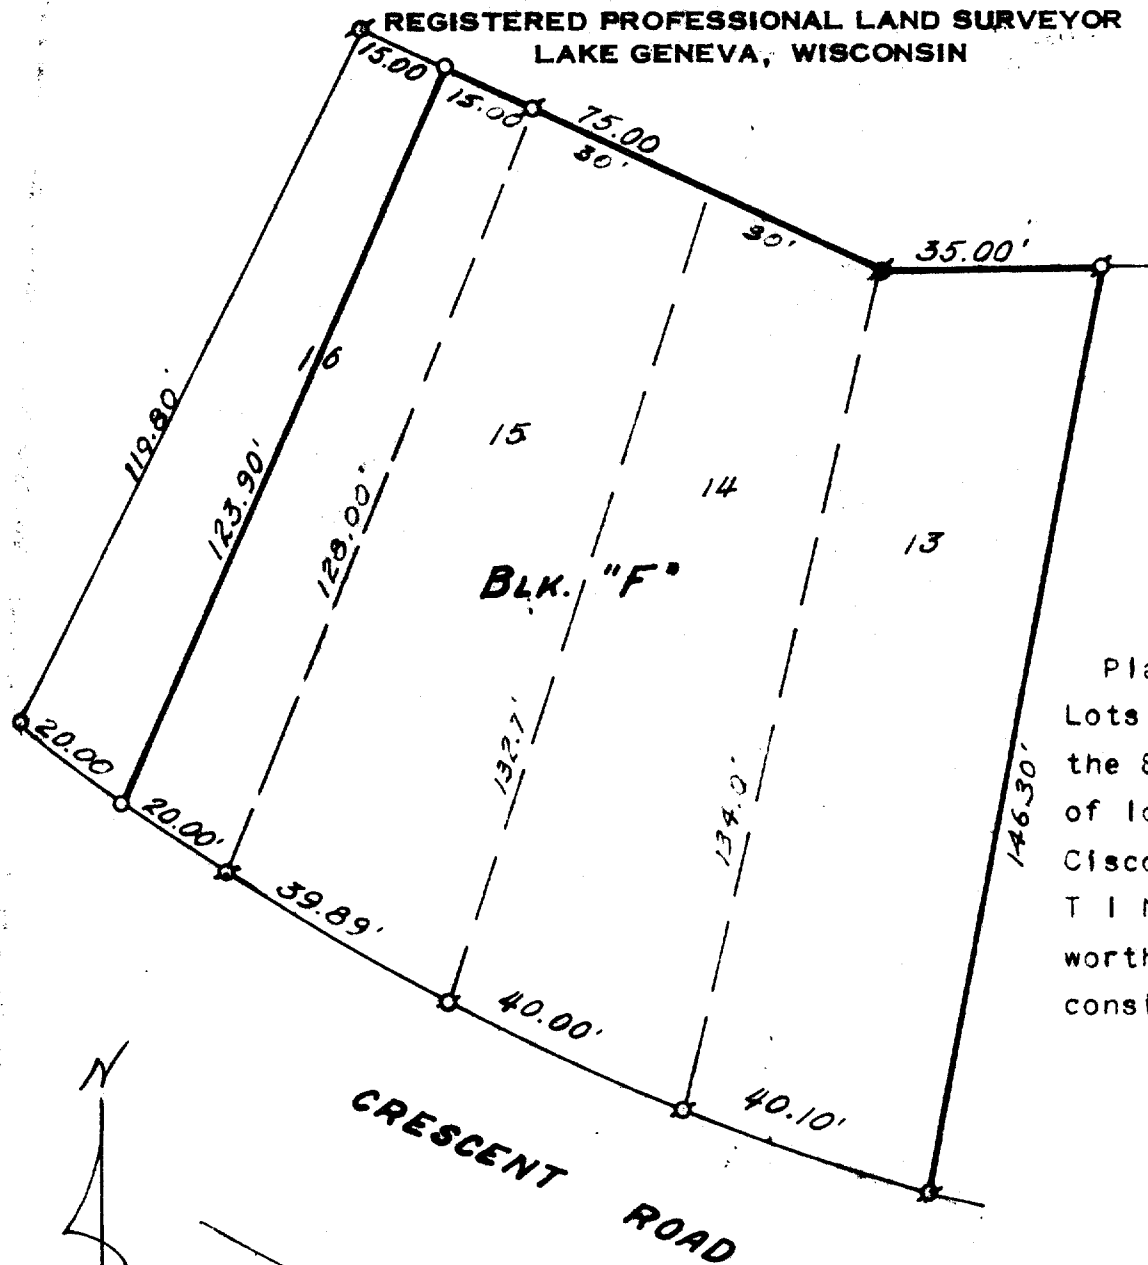 REGISTERED PROFESSIONAL LAND SURVEYOR
LAKE GENEVA, WISCONSIN
15.00
15.00
75.00
30'
30'
35.00'
16
119.80'
123.90'
128.00'
15
14
13
BLK. "F"
132.7'
134.0'
146.30'
Pla
Lots
the 8
of lo
Cisco
T I N
worth
consi
20.00
20.00'
39.89'
40.00'
40.10'
N
CRESCENT ROAD